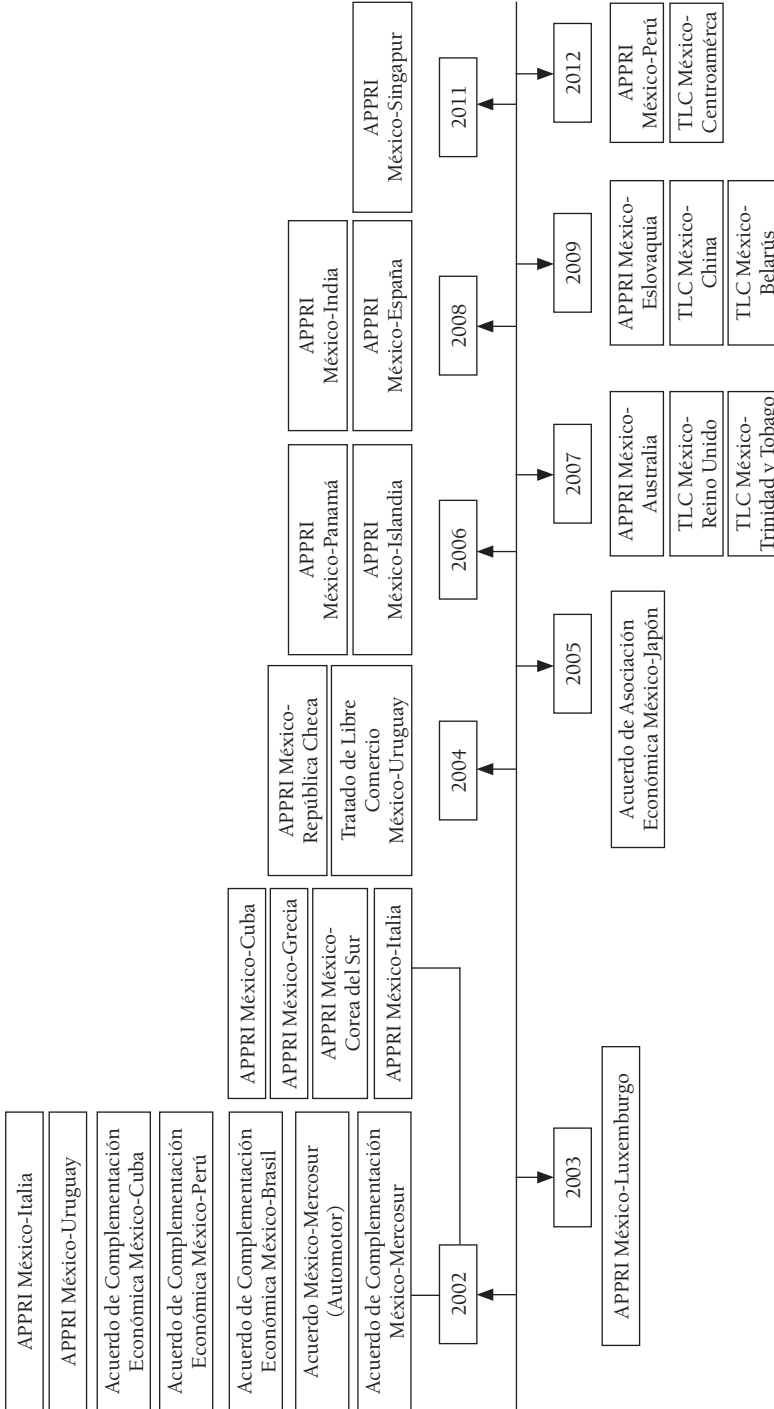 APPRI México-Italia
APPRI México-Uruguay
Acuerdo de Complementación
Económica México-Cuba
Acuerdo de Complementación
Económica México-Perú
Acuerdo de Complementación
Económica México-Brasil
Acuerdo México-Mercosur
(Automotor)
Acuerdo de Complementación
México-Mercosur
2002
APPRI México-Cuba
APPRI México-Grecia
APPRI México-
Corea del Sur
APPRI México-Italia
2003
APPRI México-Luxemburgo
APPRI México-
República Checa
Tratado de Libre
Comercio
México-Uruguay
2004
2005
Acuerdo de Asociación
Económica México-Japón
APPRI
México-Panamá
APPRI
México-Islandia
2006
2007
APPRI México-
Australia
TLC México-
Reino Unido
TLC México-
Trinidad y Tobago
APPRI
México-India
APPRI
México-España
2008
2009
APPRI México-
Eslovaquia
TLC México-
China
TLC México-
Belarús
APPRI
México-Singapur
2011
2012
APPRI
México-Perú
TLC México-
Centroamérca